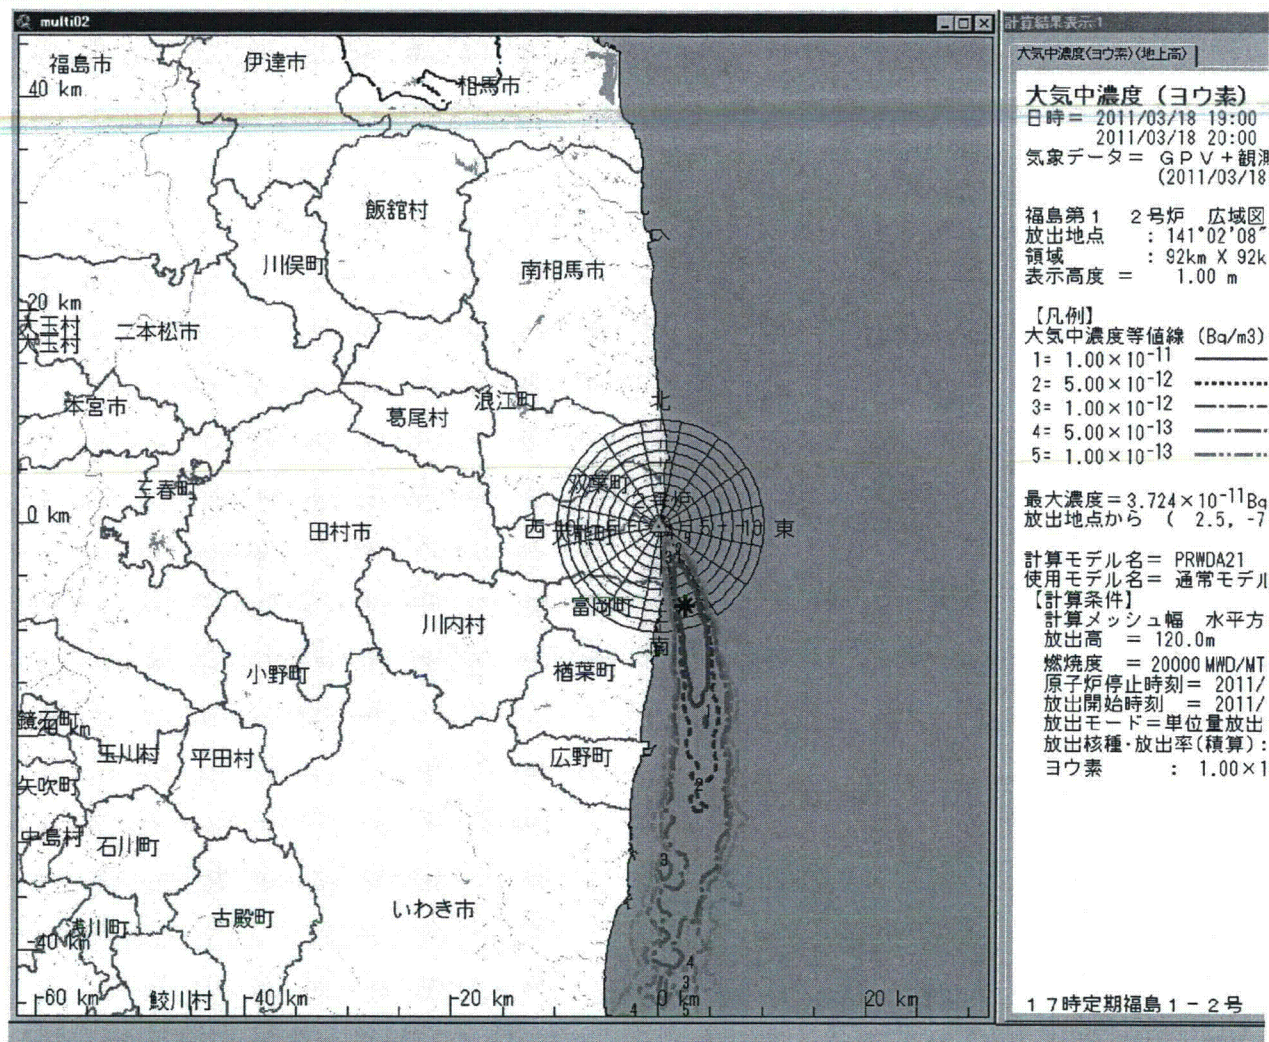 multi02
福島市
伊達市
相馬市
40 km
飯舘村
川俣町
南相馬市
20 km
大玉村
大玉村
二本松市
本宮市
葛尾村
浪江町
北
三春町
双葉町
0 km
田村市
西
大熊町
東
富岡町
川内村
南
小野町
楢葉町
鏡石町
玉川村
平田村
広野町
矢吹町
中島村
石川町
いわき市
古殿町
浅川町
-40 km
鮫川村
-60 km
-40 km
-20 km
0 km
20 km
計算結果表示:1
大気中濃度(ヨウ素)(地上高)
大気中濃度 (ヨウ素)
日時= 2011/03/18 19:00
2011/03/18 20:00
気象データ= GPV+観測
(2011/03/18
福島第1 2号炉 広域図
放出地点 : 141°02'08"
領域 : 92km X 92k
表示高度 = 1.00 m
【凡例】
大気中濃度等値線 (Bq/m3)
1= 1.00×10-11
2= 5.00×10-12
3= 1.00×10-12
4= 5.00×10-13
5= 1.00×10-13
最大濃度=3.724×10-11Bq
放出地点から ( 2.5, -7
計算モデル名= PRWDA21
使用モデル名= 通常モデル
【計算条件】
計算メッシュ幅 水平方
放出高 = 120.0m
燃焼度 = 20000MWD/MT
原子炉停止時刻= 2011/
放出開始時刻 = 2011/
放出モード=単位量放出
放出核種・放出率(積算):
ヨウ素 : 1.00×1
17時定期福島1-2号